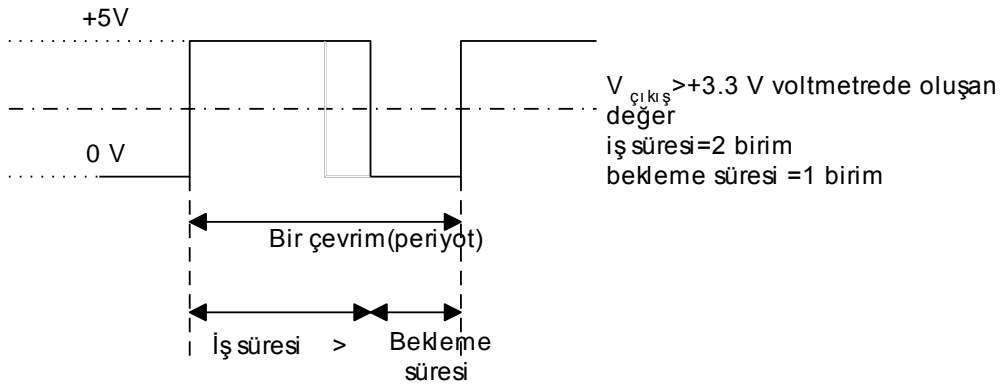 +5V
V çıkış>+3.3 V voltmetrede oluşan
değer
iş süresi=2 birim
bekleme süresi =1 birim
0 V
Bir çevrim(periyot)
İş süresi > Bekleme
süresi